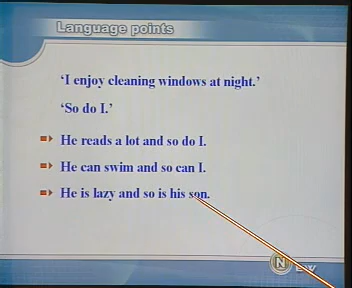 Language points
‘I enjoy cleaning windows at night.’
‘So do I.’
He reads a lot and so do I.
He can swim and so can I.
He is lazy and so is his son.
N